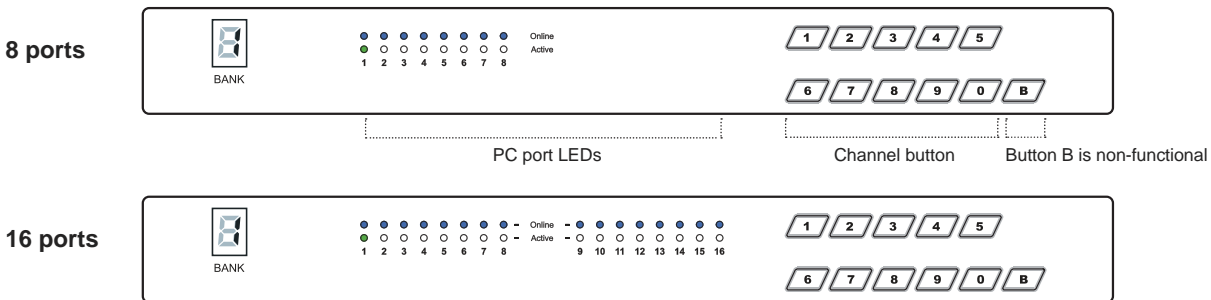 8 ports
BANK
Online
Active
1 2 3 4 5 6 7 8
1 2 3 4 5
6 7 8 9 0 B
PC port LEDs
Channel button
Button B is non-functional
16 ports
BANK
Online
Active
1 2 3 4 5 6 7 8 9 10 11 12 13 14 15 16
1 2 3 4 5
6 7 8 9 0 B